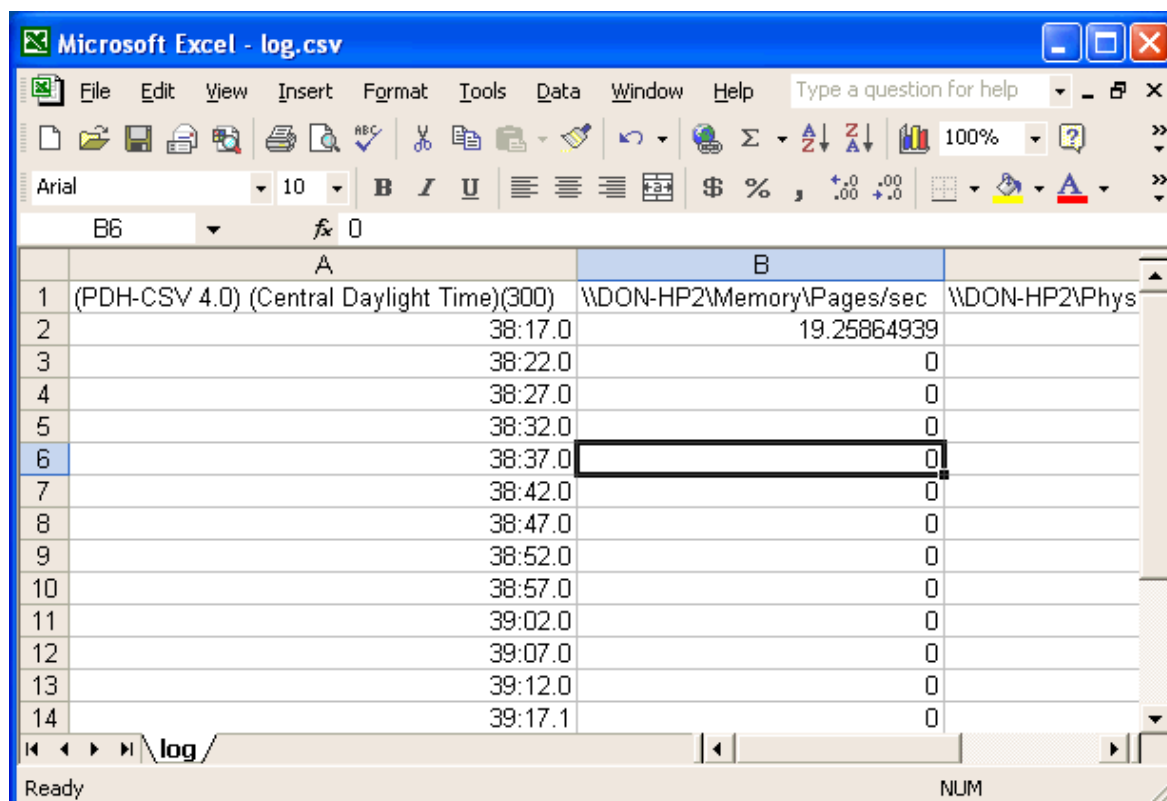 Microsoft Excel - log.csv
File Edit View Insert Format Tools Data Window Help Type a question for help
ABC Σ A Z Z A 100% ?
Arial 10 B I U $ % , .0 .00 .00 .0 A
B6 fx 0
A B
1 (PDH-CSV 4.0) (Central Daylight Time)(300) \\DON-HP2\Memory\Pages/sec \\DON-HP2\Phys
2 38:17.0 19.25864939
3 38:22.0 0
4 38:27.0 0
5 38:32.0 0
6 38:37.0 0
7 38:42.0 0
8 38:47.0 0
9 38:52.0 0
10 38:57.0 0
11 39:02.0 0
12 39:07.0 0
13 39:12.0 0
14 39:17.1 0
log
Ready NUM